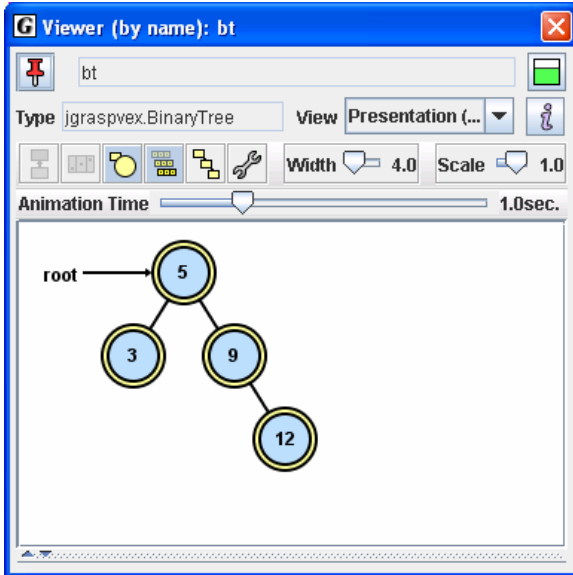 G Viewer (by name): bt
bt
Type jgraspvex.BinaryTree View Presentation (...
Width 4.0 Scale 1.0
Animation Time 1.0sec.
root 5
3 9
12